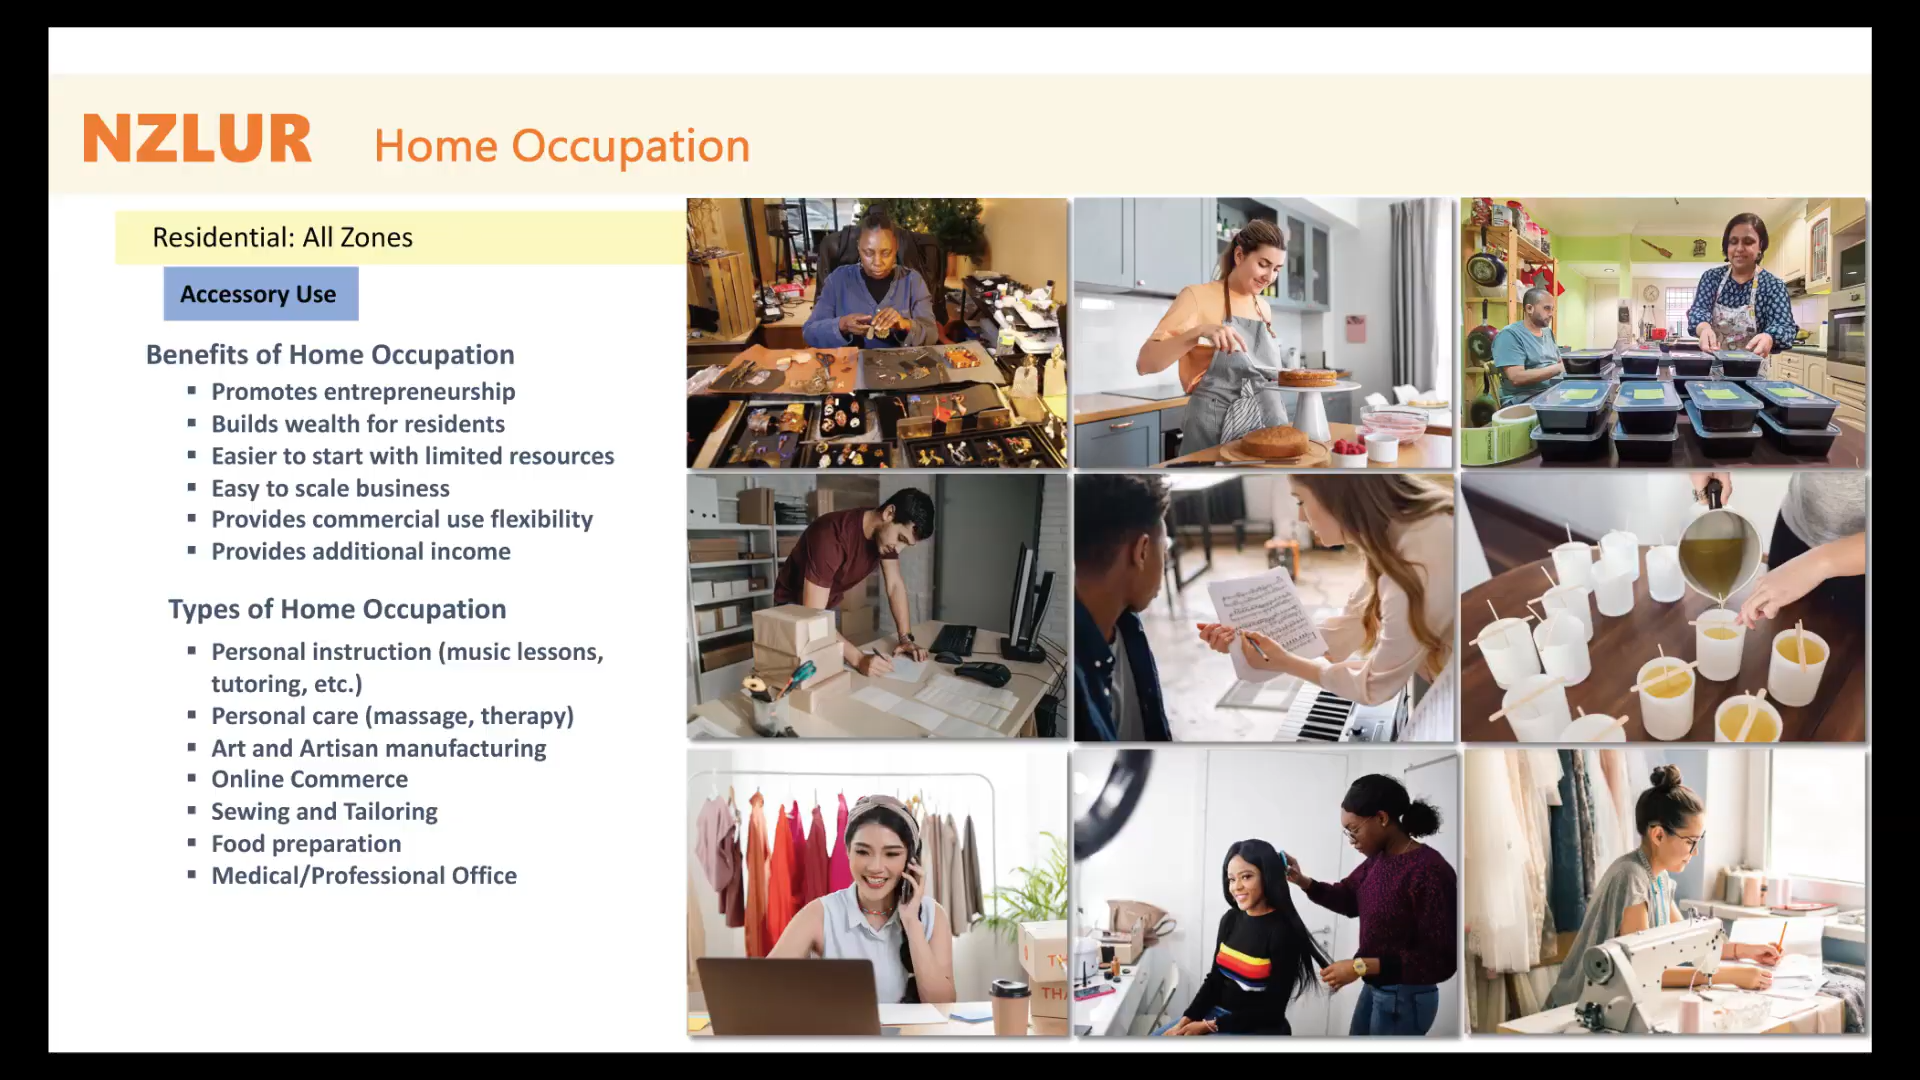 NZLUR Home Occupation
Residential: All Zones
Accessory Use
Benefits of Home Occupation
▪ Promotes entrepreneurship
▪ Builds wealth for residents
▪ Easier to start with limited resources
▪ Easy to scale business
▪ Provides commercial use flexibility
▪ Provides additional income
Types of Home Occupation
▪ Personal instruction (music lessons,
tutoring, etc.)
▪ Personal care (massage, therapy)
▪ Art and Artisan manufacturing
▪ Online Commerce
▪ Sewing and Tailoring
▪ Food preparation
▪ Medical/Professional Office